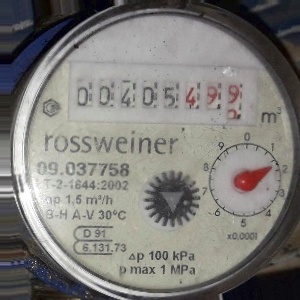 00405499
m³
rossweiner
09.037758
T-2-1644:2002
qp 1,5 m³/h
B-H A-V 30°C
D 91
6.131.73
Δp 100 kPa
p max 1 MPa
0
9 1
8 2
7 3
6 4
5
x0,0001